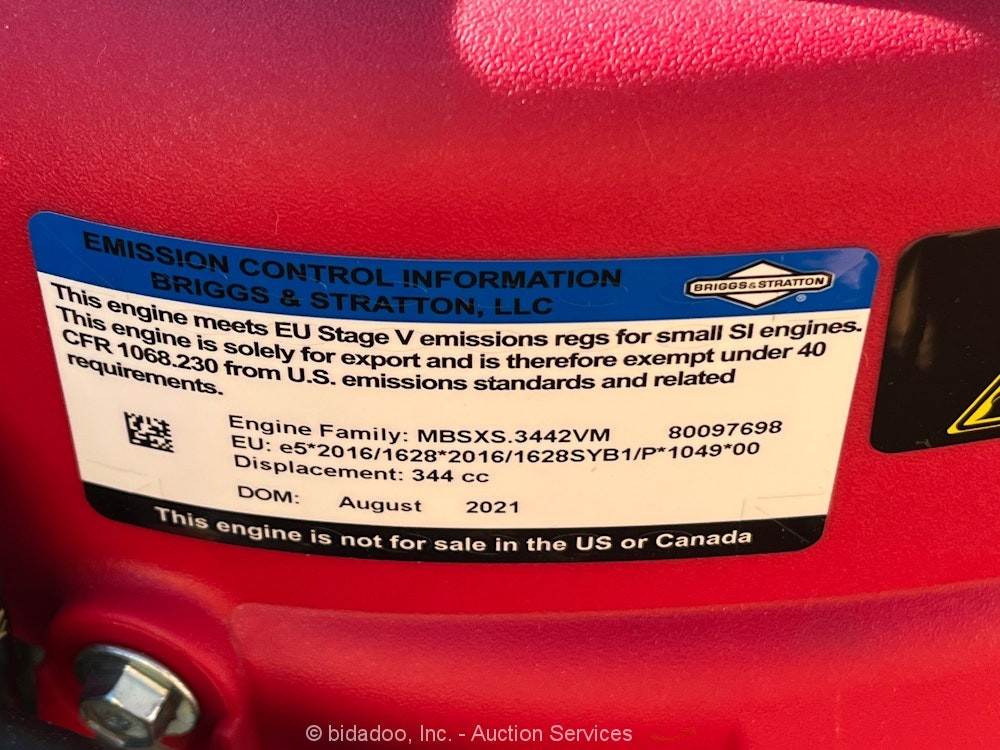 EMISSION CONTROL INFORMATION
BRIGGS & STRATTON, LLC
BRIGGS&STRATTON
®
This engine meets EU Stage V emissions regs for small SI engines.
This engine is solely for export and is therefore exempt under 40
CFR 1068.230 from U.S. emissions standards and related
requirements.
Engine Family: MBSXS.3442VM 80097698
EU: e5*2016/1628*2016/1628SYB1/P*1049*00
Displacement: 344 cc
DOM: August 2021
This engine is not for sale in the US or Canada
© bidadoo, Inc. - Auction Services